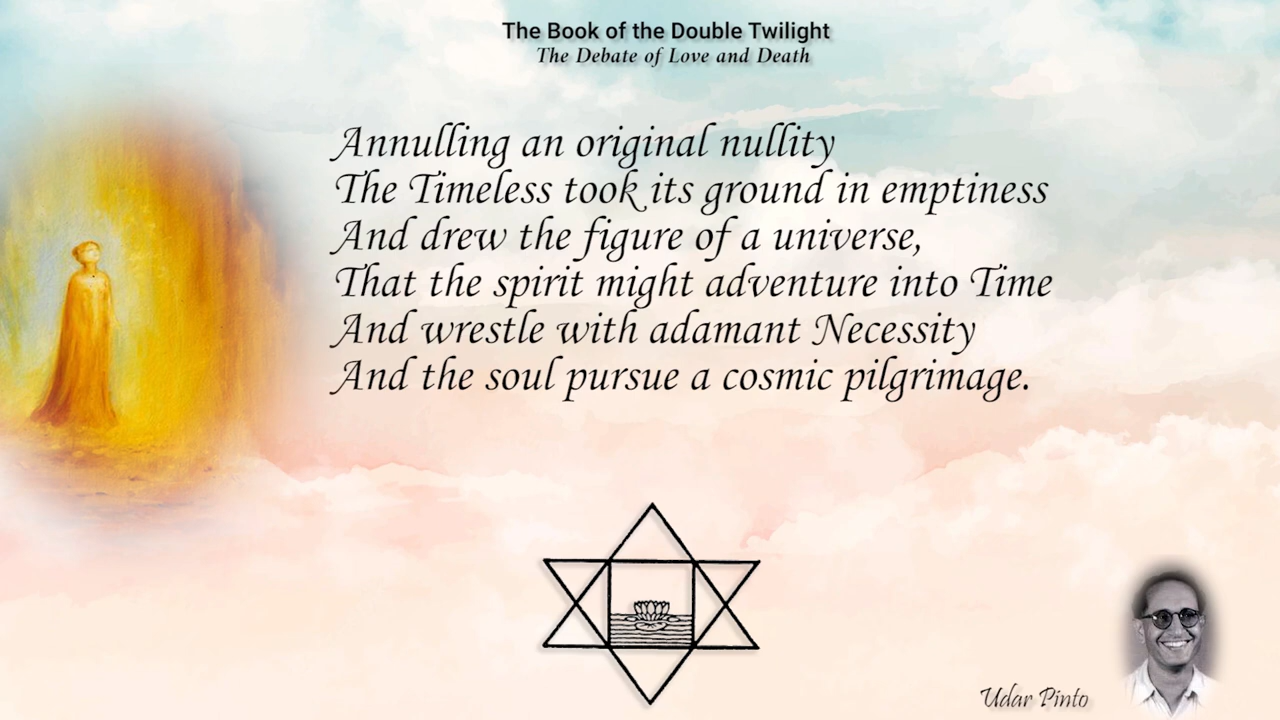 The Book of the Double Twilight
The Debate of Love and Death
Annulling an original nullity
The Timeless took its ground in emptiness
And drew the figure of a universe,
That the spirit might adventure into Time
And wrestle with adamant Necessity
And the soul pursue a cosmic pilgrimage.
Udar Pinto